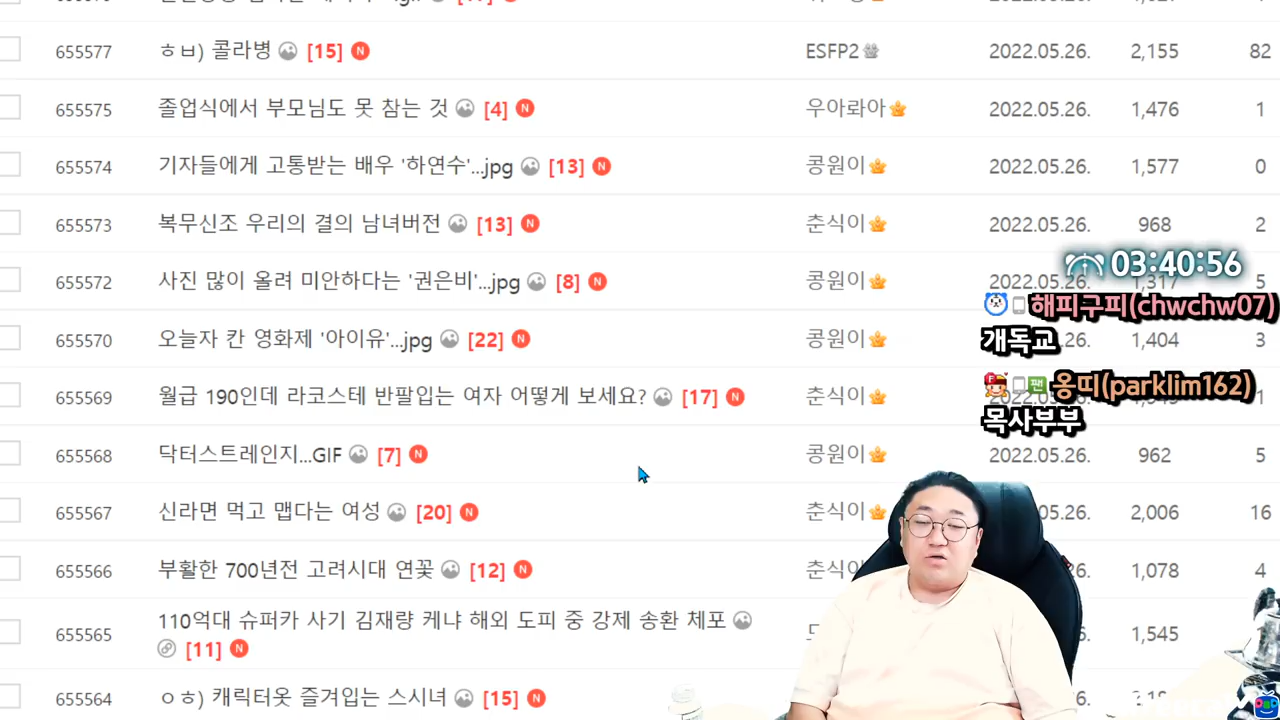 655577 ㅎㅂ) 콜라병 [15] N ESFP2 2022.05.26. 2,155 82
655575 졸업식에서 부모님도 못 참는 것 [4] N 우아롸아 2022.05.26. 1,476 1
655574 기자들에게 고통받는 배우 '하연수'...jpg [13] N 콩원이 2022.05.26. 1,577 0
655573 복무신조 우리의 결의 남녀버전 [13] N 춘식이 2022.05.26. 968 2
03:40:56
655572 사진 많이 올려 미안하다는 '권은비'...jpg [8] N 콩원이 2022.05.26. 1,317 5
해피구피(chwchw07)
개독교
655570 오늘자 칸 영화제 '아이유'...jpg [22] N 콩원이 .26. 1,404 3
옹띠(parklim162)
655569 월급 190인데 라코스테 반팔입는 여자 어떻게 보세요? [17] N 춘식이
목사부부
655568 닥터스트레인지...GIF [7] N 콩원이 2022.05.26. 962 5
655567 신라면 먹고 맵다는 여성 [20] N 춘식이 05.26. 2,006 16
655566 부활한 700년전 고려시대 연꽃 [12] N 춘식 26. 1,078 4
655565 110억대 슈퍼카 사기 김재량 케냐 해외 도피 중 강제 송환 체포 1,545
[11] N
655564 ㅇㅎ) 캐릭터옷 즐겨입는 스시녀 [15] N